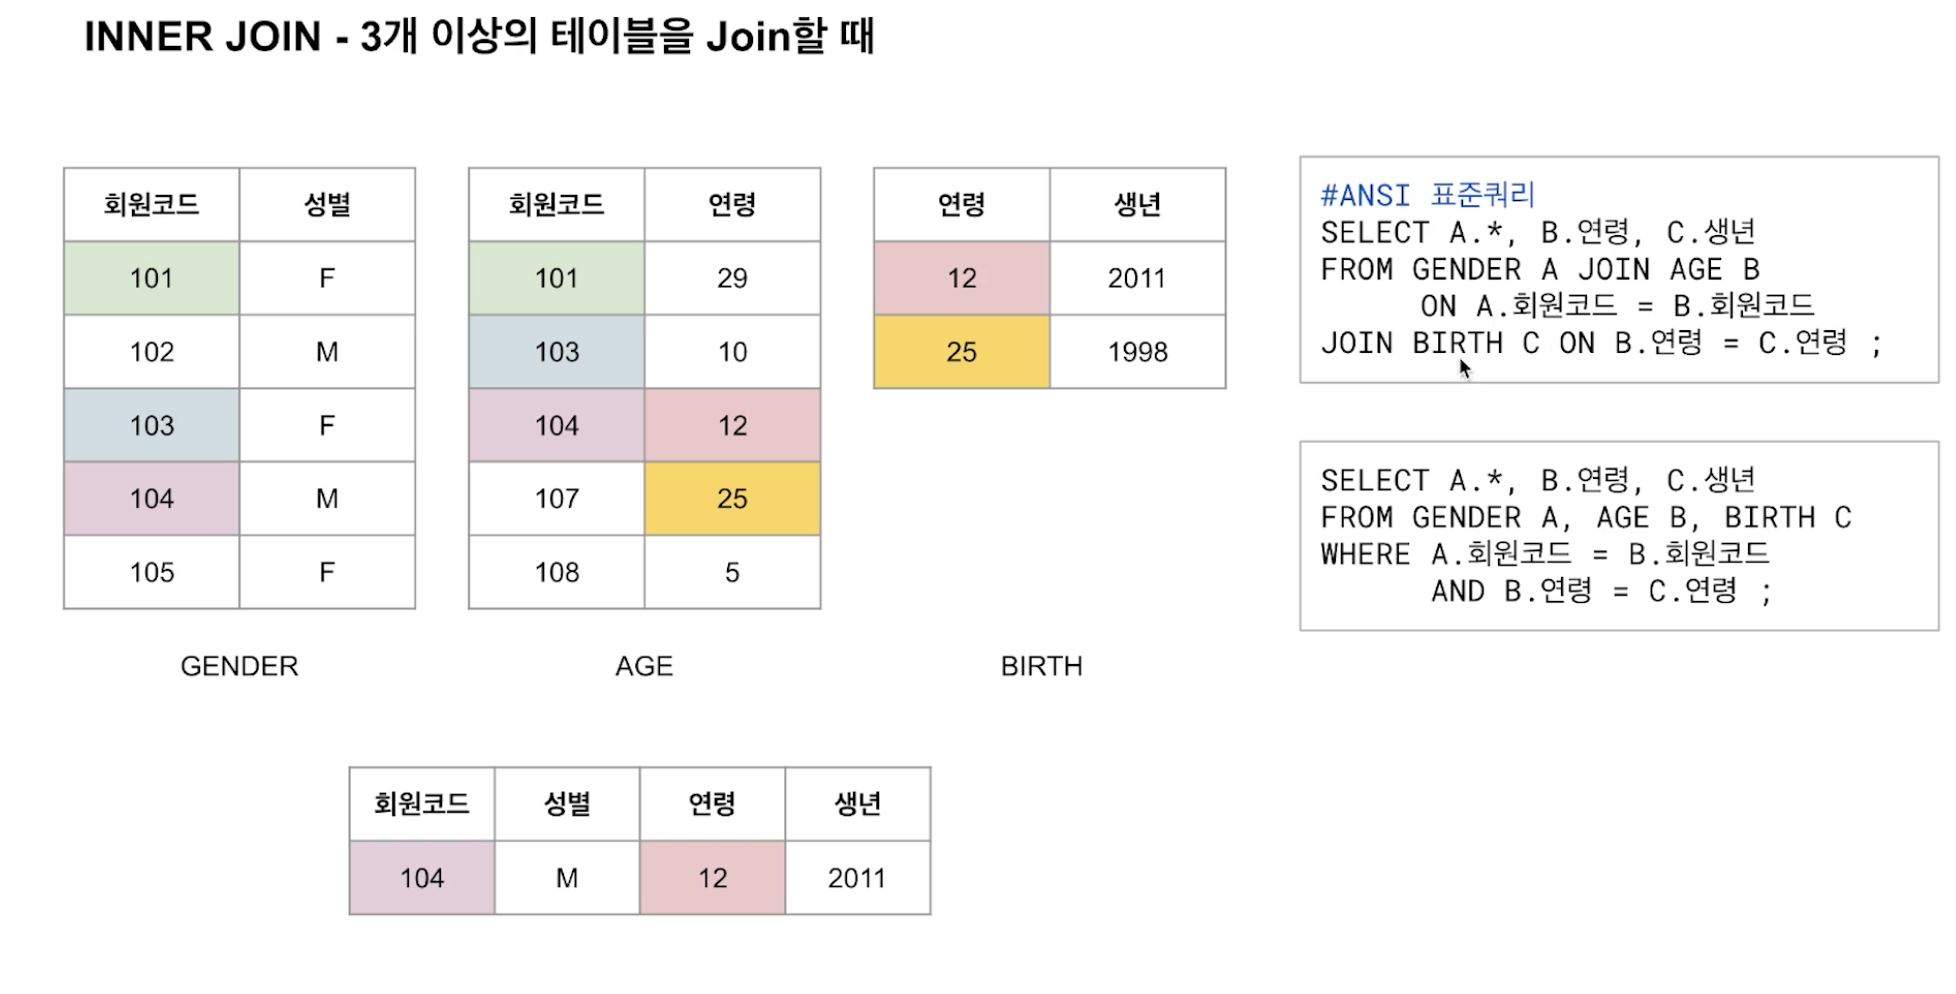 INNER JOIN - 3개 이상의 테이블을 Join할 때
회원코드 성별
101 F
102 M
103 F
104 M
105 F
GENDER
회원코드 연령
101 29
103 10
104 12
107 25
108 5
AGE
연령 생년
12 2011
25 1998
BIRTH
#ANSI 표준쿼리
SELECT A.*, B.연령, C.생년
FROM GENDER A JOIN AGE B
ON A.회원코드 = B.회원코드
JOIN BIRTH C ON B.연령 = C.연령 ;
SELECT A.*, B.연령, C.생년
FROM GENDER A, AGE B, BIRTH C
WHERE A.회원코드 = B.회원코드
AND B.연령 = C.연령 ;
회원코드 성별 연령 생년
104 M 12 2011